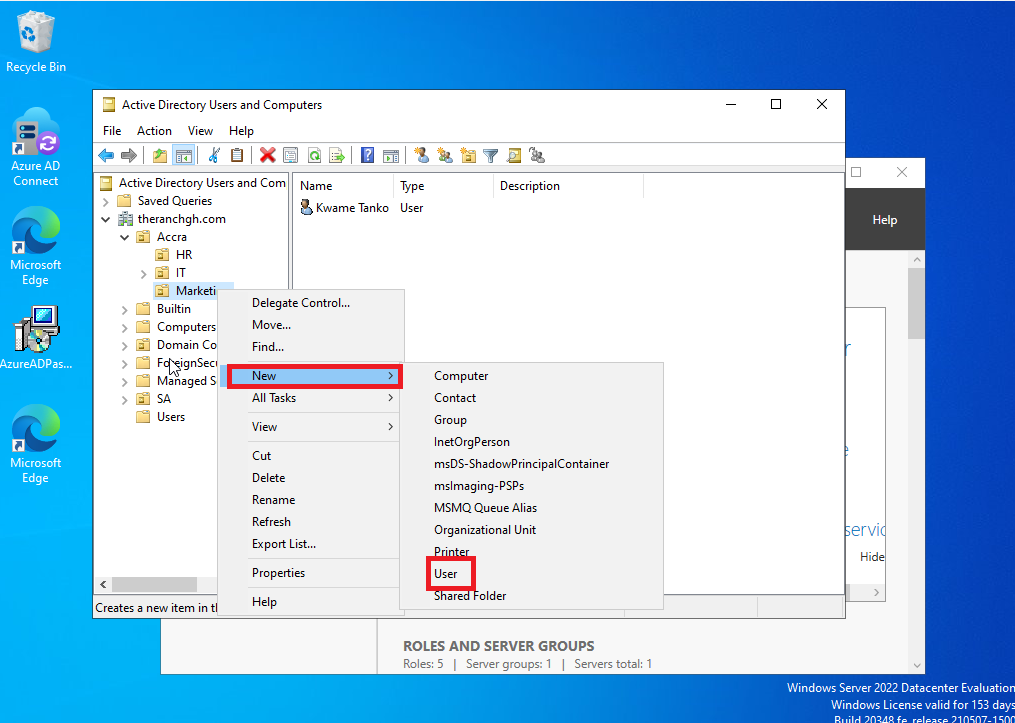 Recycle Bin
Azure AD
Connect
Microsoft
Edge
AzureADPas...
Microsoft
Edge
Active Directory Users and Computers
File Action View Help
Active Directory Users and Com
Saved Queries
theranchgh.com
Accra
HR
IT
Marketi
Builtin
Computers
Domain Co
ForeignSecu
Managed S
SA
Users
Name Type Description
Kwame Tanko User
Delegate Control...
Move...
Find...
New
All Tasks
View
Cut
Delete
Rename
Refresh
Export List...
Properties
Help
Computer
Contact
Group
InetOrgPerson
msDS-ShadowPrincipalContainer
msImaging-PSPs
MSMQ Queue Alias
Organizational Unit
Printer
User
Shared Folder
Creates a new item in th
Help
servic
Hide
ROLES AND SERVER GROUPS
Roles: 5 | Server groups: 1 | Servers total: 1
Windows Server 2022 Datacenter Evaluation
Windows License valid for 153 days
Build 20348.fe_release.210507-1500